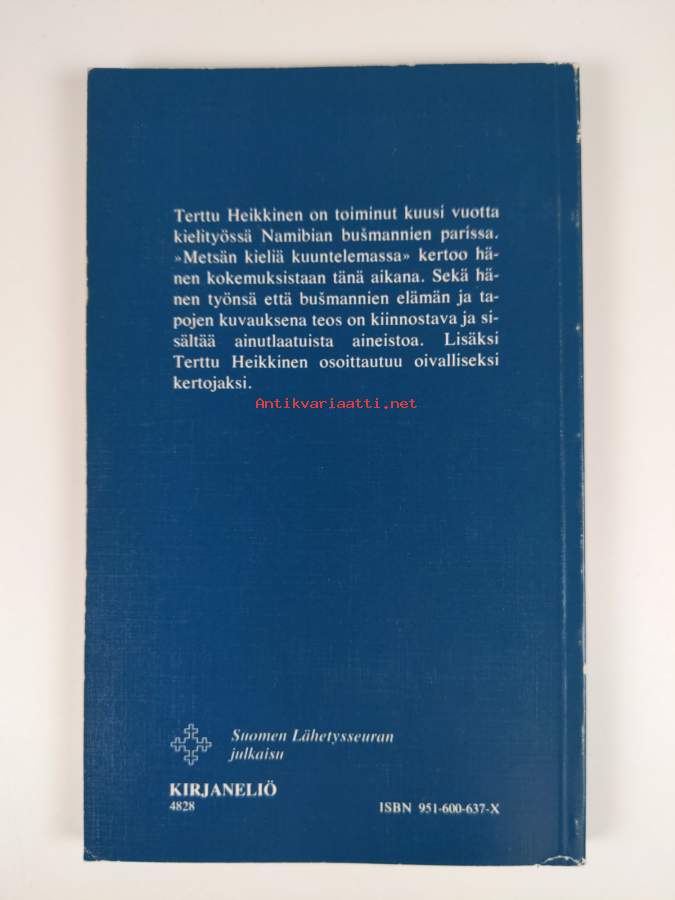 Terttu Heikkinen on toiminut kuusi vuotta
kielityössä Namibian bušmannien parissa.
»Metsän kieliä kuuntelemassa» kertoo hä-
nen kokemuksistaan tänä aikana. Sekä hä-
nen työnsä että bušmannien elämän ja ta-
pojen kuvauksena teos on kiinnostava ja si-
sältää ainutlaatuista aineistoa. Lisäksi
Terttu Heikkinen osoittautuu oivalliseksi
kertojaksi.
Antikvariaatti.net
Suomen Lähetysseuran
julkaisu
KIRJANELIÖ
4828
ISBN 951-600-637-X